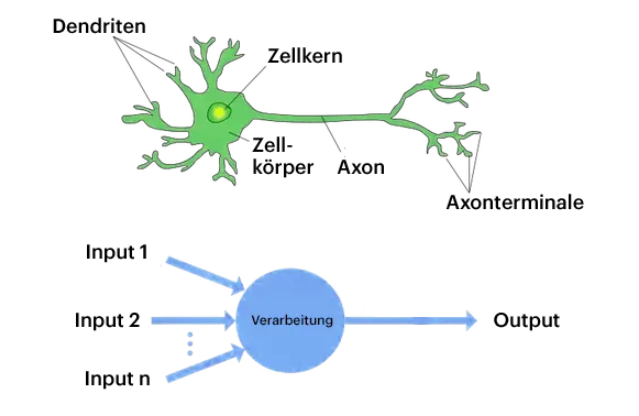 Dendriten
Zellkern
Zell-
körper
Axon
Axonterminale
Input 1
Input 2
Verarbeitung
Output
Input n